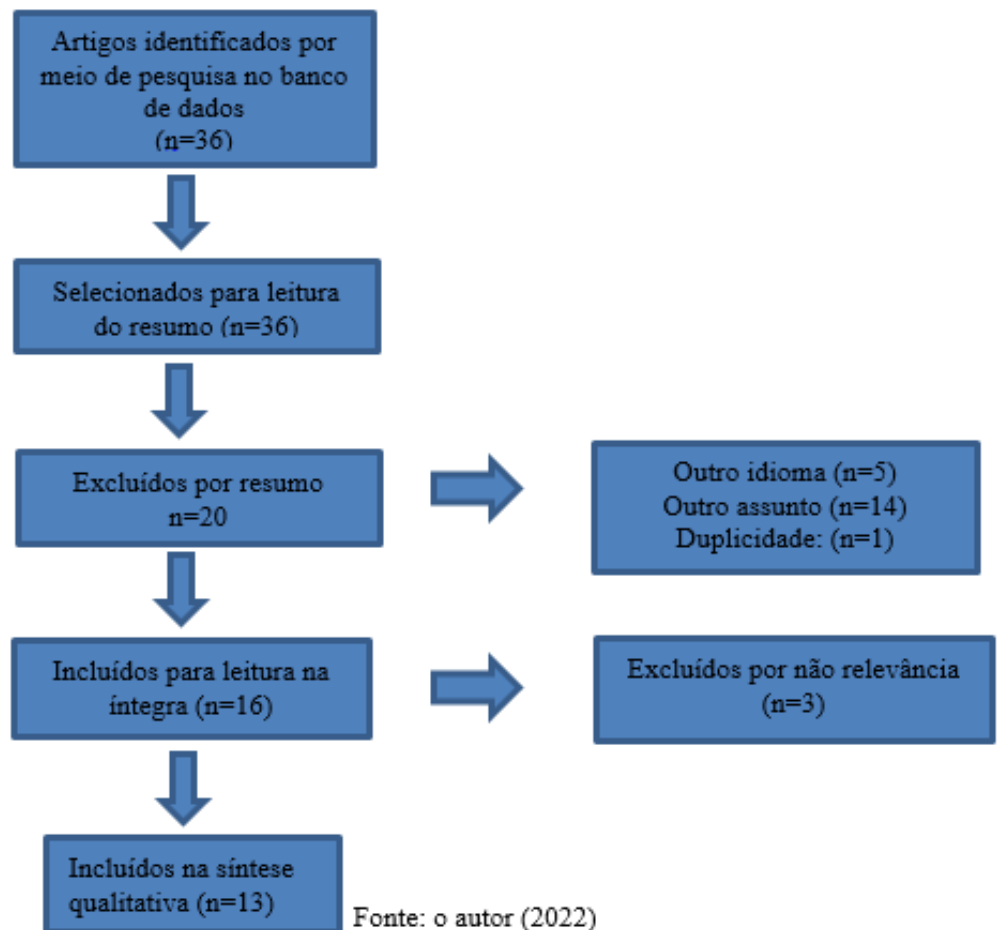 Artigos identificados por
meio de pesquisa no banco
de dados
(n=36)
Selecionados para leitura
do resumo (n=36)
Excluídos por resumo
n=20
Outro idioma (n=5)
Outro assunto (n=14)
Duplicidade: (n=1)
Incluídos para leitura na
íntegra (n=16)
Excluídos por não relevância
(n=3)
Incluídos na síntese
qualitativa (n=13)
Fonte: o autor (2022)